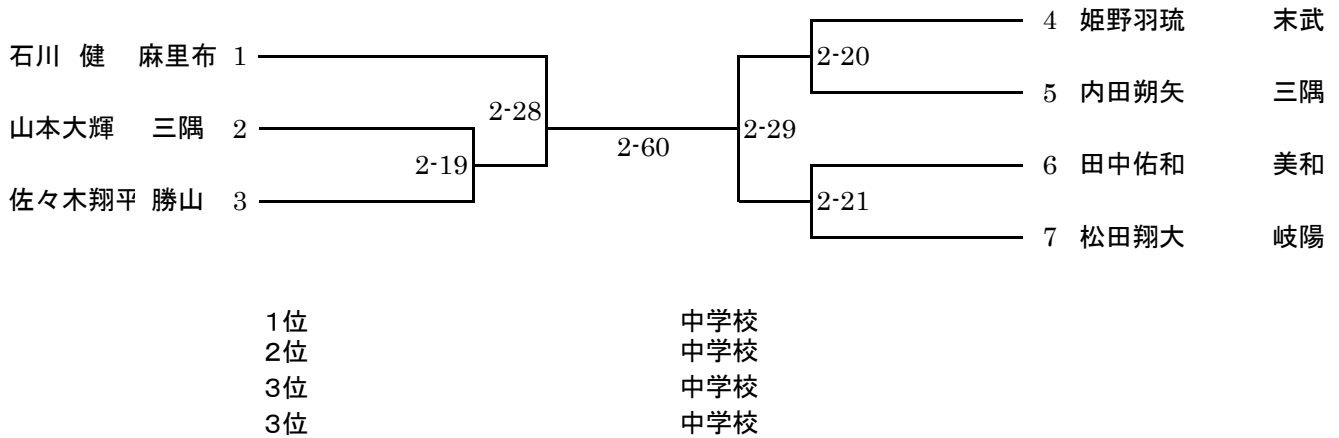 石川 健 麻里布 1
山本大輝 三隅 2
佐々木翔平 勝山 3
2-19
2-28
2-60
2-29
2-20
2-21
4 姫野羽琉 末武
5 内田朔矢 三隅
6 田中佑和 美和
7 松田翔大 岐陽
1位 中学校
2位 中学校
3位 中学校
3位 中学校